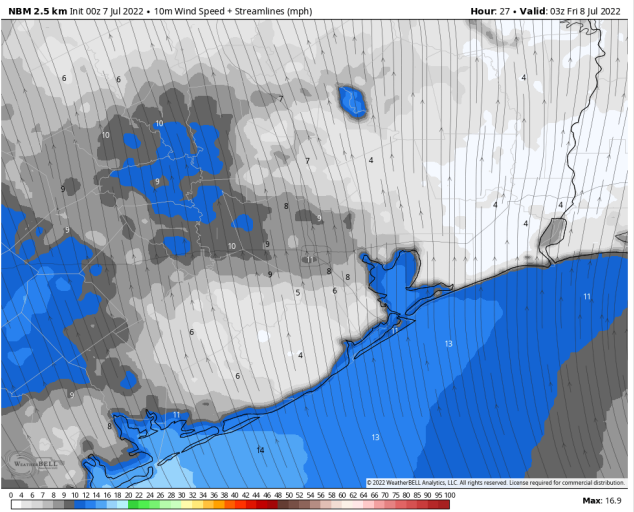 NBM 2.5 km Init 00z 7 Jul 2022 • 10m Wind Speed + Streamlines (mph)
Hour: 27 • Valid: 03z Fri 8 Jul 2022
6 6 4
7
10
10
7 4
9
9
8 4 4
9 9 4
10 9
11
9 8 8
5 6 11
6 11
13
4
6
9
8 11
13
14
WeatherBELL
© 2022 WeatherBELL Analytics, LLC. All rights reserved. License required for commercial distribution.
0 4 6 7 8 9 10 12 14 16 18 20 22 24 26 28 30 32 34 36 38 40 42 44 46 48 50 52 54 56 58 60 65 70 75 80 85 90 95 100
Max: 16.9